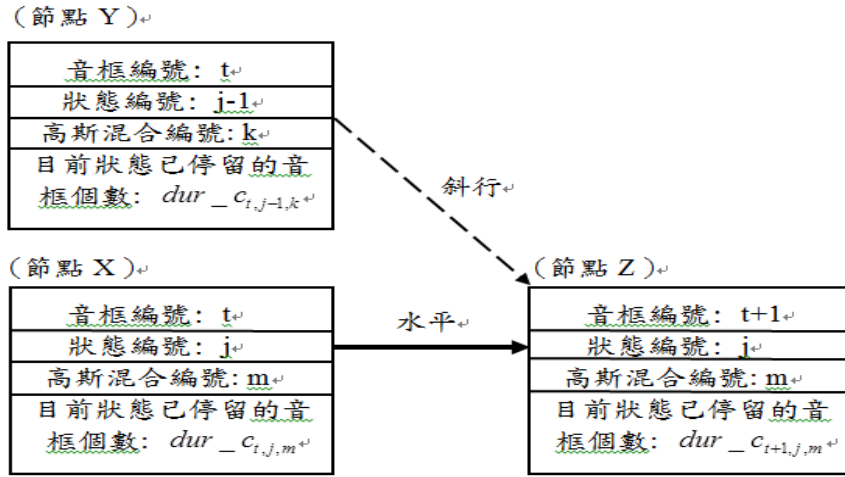 （節點 Y）
音框編號: t
狀態編號: j-1
高斯混合編號: k
目前狀態已停留的音
框個數: dur _ c t,j-1,k
斜行
（節點 X）
音框編號: t
狀態編號: j
高斯混合編號: m
目前狀態已停留的音
框個數: dur _ c t,j,m
水平
（節點 Z）
音框編號: t+1
狀態編號: j
高斯混合編號: m
目前狀態已停留的音
框個數: dur _ c t+1,j,m